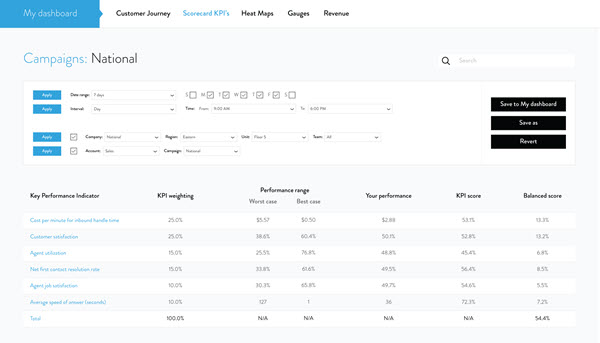 My dashboard Customer Journey Scorecard KPI's Heat Maps Gauges Revenue
Campaigns: National
Search
Apply Date range: 7 days S M T W T F S
Apply Interval: Day Time: From: 9:00 AM To 6:00 PM
Save to My dashboard
Save as
Revert
Apply Company: National Region: Eastern Unit: Floor 5 Team: All
Apply Account: Sales Campaign: National
Key Performance Indicator KPI weighting Performance range Your performance KPI score Balanced score
Worst case Best case
Cost per minute for inbound handle time 25.0% $5.57 $0.50 $2.88 53.1% 13.3%
Customer satisfaction 25.0% 38.6% 60.4% 50.1% 52.8% 13.2%
Agent utilization 15.0% 25.5% 76.8% 48.8% 45.4% 6.8%
Net first contact resolution rate 15.0% 33.8% 61.6% 49.5% 56.4% 8.5%
Agent job satisfaction 10.0% 30.3% 65.8% 49.7% 54.6% 5.5%
Average speed of answer (seconds) 10.0% 127 1 36 72.3% 7.2%
Total 100.0% N/A N/A N/A N/A 54.4%